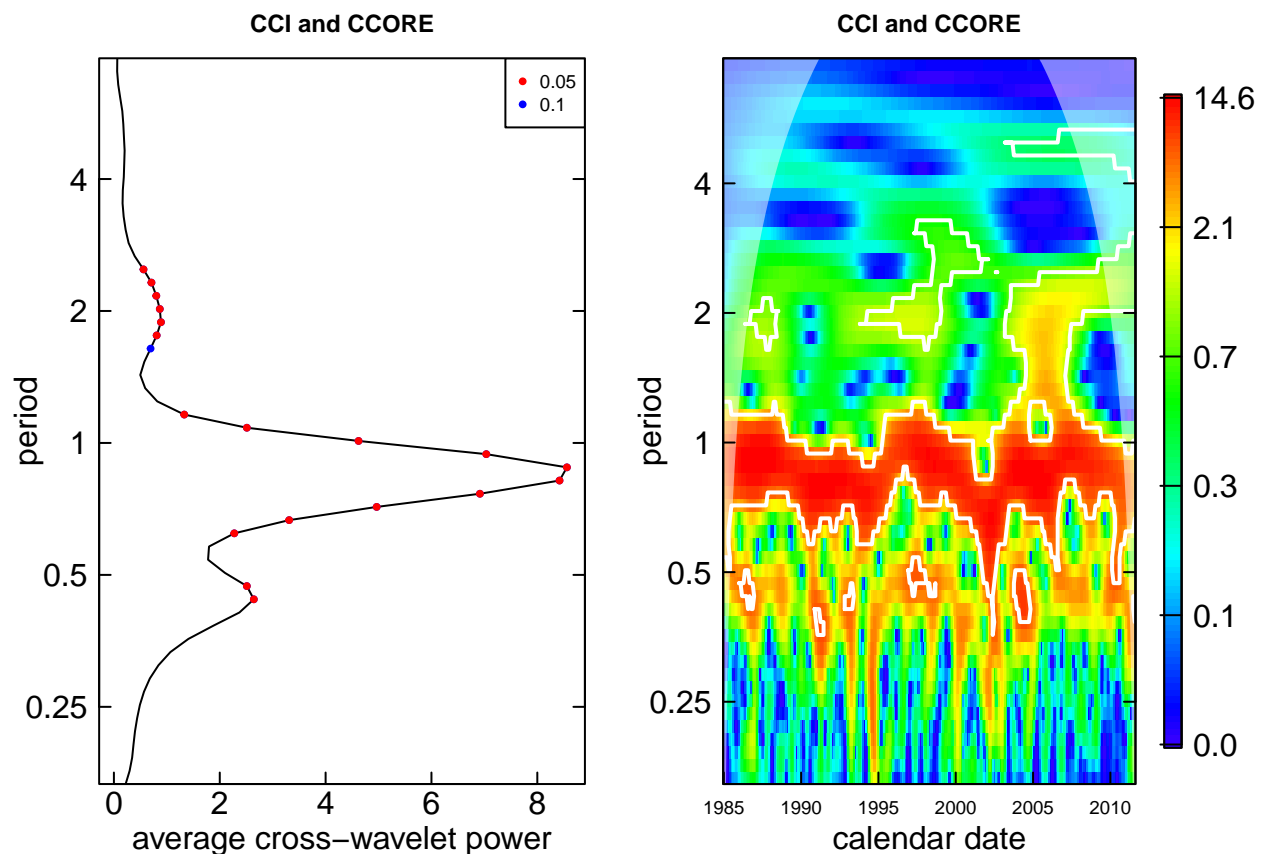 CCI and CCORE
0.05
0.1
4
2
1
0.5
0.25
period
0 2 4 6 8
average cross−wavelet power
CCI and CCORE
4
2
1
0.5
0.25
period
1985 1990 1995 2000 2005 2010
calendar date
14.6
2.1
0.7
0.3
0.1
0.0